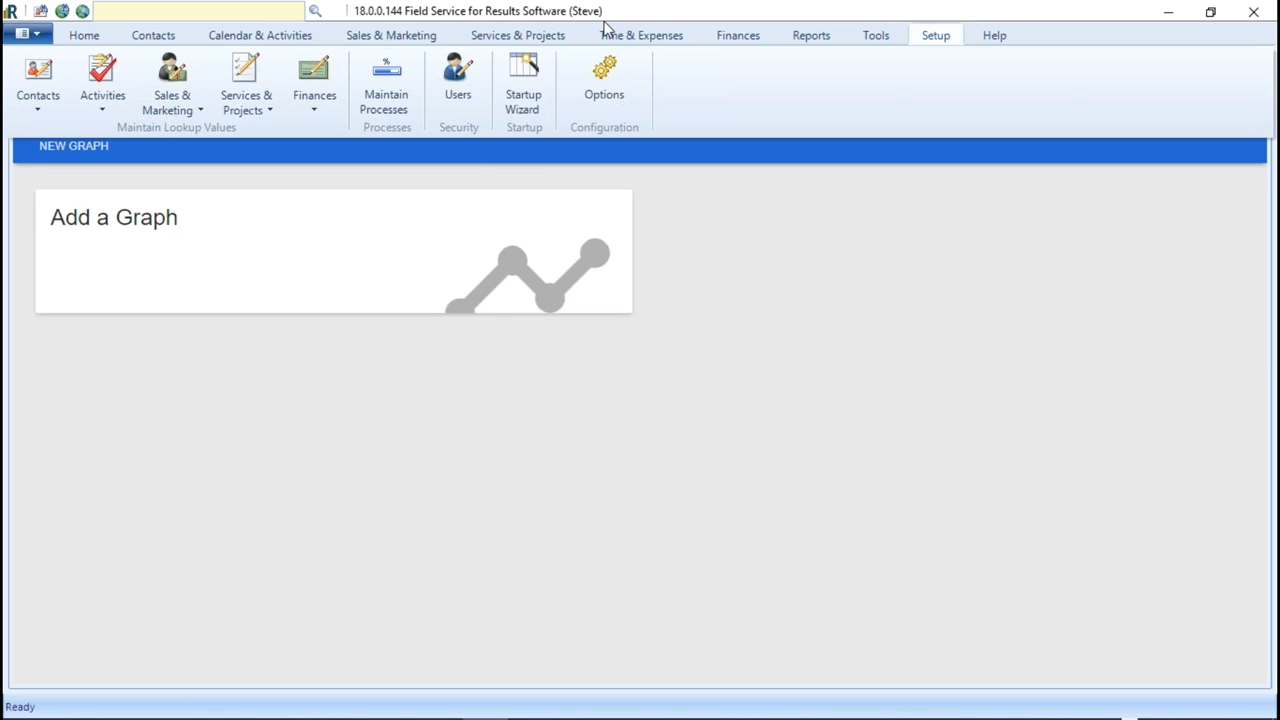 18.0.0.144 Field Service for Results Software (Steve)
Home Contacts Calendar & Activities Sales & Marketing Services & Projects Time & Expenses Finances Reports Tools Setup Help
Contacts
Activities
Sales &
Marketing
Services &
Projects
Finances
Maintain Lookup Values
%
Maintain
Processes
Processes
Users
Security
Startup
Wizard
Startup
Options
Configuration
NEW GRAPH
Add a Graph
Ready